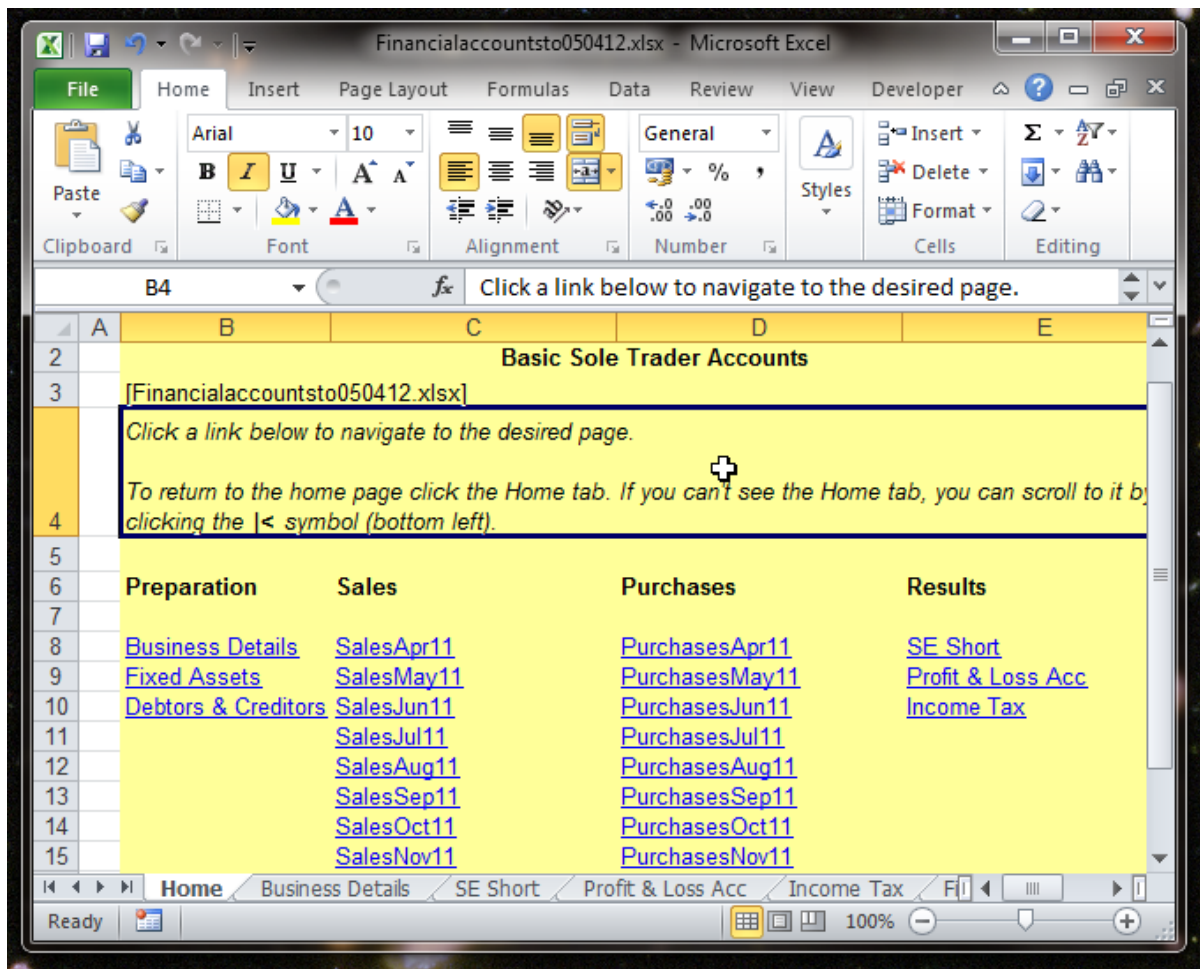 Financialaccountsto050412.xlsx - Microsoft Excel
File Home Insert Page Layout Formulas Data Review View Developer
Arial 10 General Insert Σ
Paste B I U A A % , Styles Delete
A .00 .0 Format
Clipboard Font Alignment Number Cells Editing
B4 fx Click a link below to navigate to the desired page.
A B C D E
2 Basic Sole Trader Accounts
3 [Financialaccountsto050412.xlsx]
Click a link below to navigate to the desired page.
To return to the home page click the Home tab. If you can't see the Home tab, you can scroll to it by
4 clicking the |< symbol (bottom left).
5
6 Preparation Sales Purchases Results
7
8 Business Details SalesApr11 PurchasesApr11 SE Short
9 Fixed Assets SalesMay11 PurchasesMay11 Profit & Loss Acc
10 Debtors & Creditors SalesJun11 PurchasesJun11 Income Tax
11 SalesJul11 PurchasesJul11
12 SalesAug11 PurchasesAug11
13 SalesSep11 PurchasesSep11
14 SalesOct11 PurchasesOct11
15 SalesNov11 PurchasesNov11
Home Business Details SE Short Profit & Loss Acc Income Tax
Ready 100%